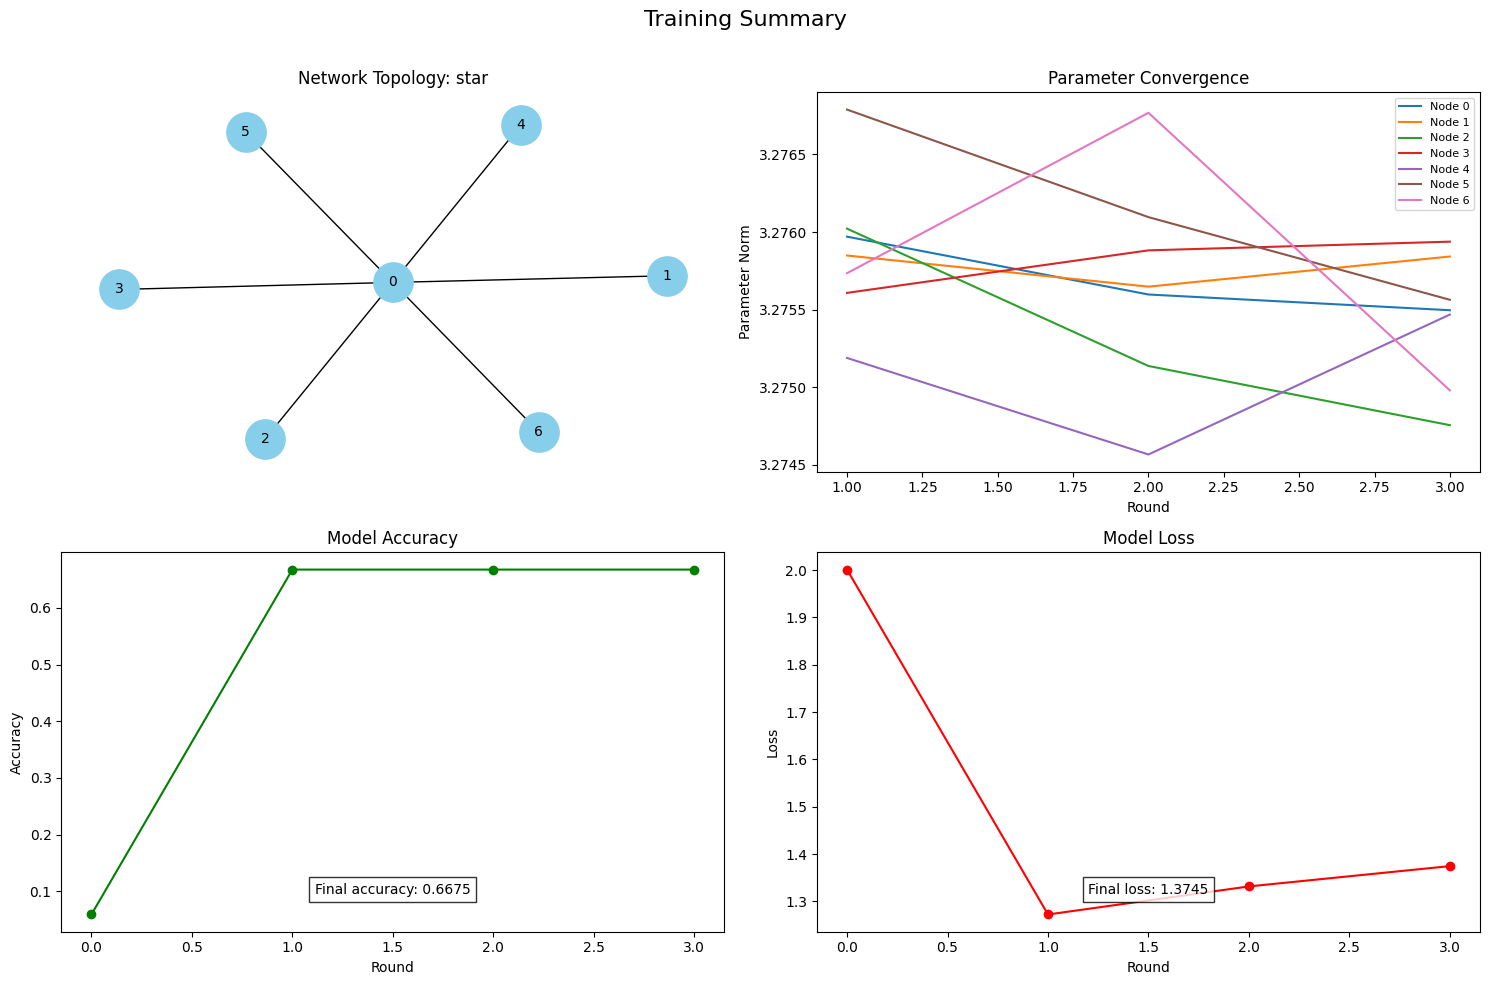 Training Summary
Network Topology: star
5
4
3
0
1
2
6
Parameter Convergence
Parameter Norm
3.2765
3.2760
3.2755
3.2750
3.2745
Node 0
Node 1
Node 2
Node 3
Node 4
Node 5
Node 6
1.00 1.25 1.50 1.75 2.00 2.25 2.50 2.75 3.00
Round
Model Accuracy
Accuracy
0.6
0.5
0.4
0.3
0.2
0.1
Final accuracy: 0.6675
0.0 0.5 1.0 1.5 2.0 2.5 3.0
Round
Model Loss
Loss
2.0
1.9
1.8
1.7
1.6
1.5
1.4
1.3
Final loss: 1.3745
0.0 0.5 1.0 1.5 2.0 2.5 3.0
Round